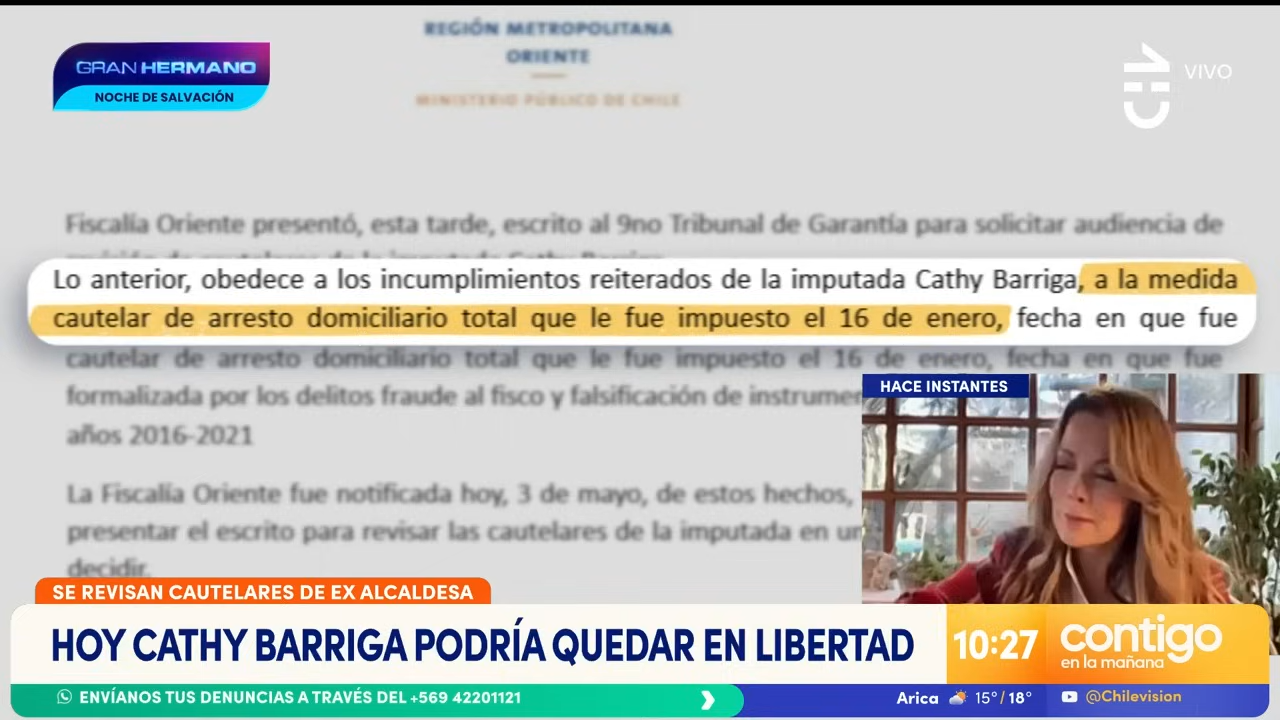 REGIÓN METROPOLITANA
ORIENTE
MINISTERIO PÚBLICO DE CHILE
GRAN HERMANO
NOCHE DE SALVACIÓN
CHV VIVO
Fiscalía Oriente presentó, esta tarde, escrito al 9no Tribunal de Garantía para solicitar audiencia de
Lo anterior, obedece a los incumplimientos reiterados de la imputada Cathy Barriga, a la medida
cautelar de arresto domiciliario total que le fue impuesto el 16 de enero, fecha en que fue
cautelar de arresto domiciliario total que le fue impuesto el 16 de enero, fecha en que fue
formalizada por los delitos fraude al fisco y falsificación de
años 2016-2021
La Fiscalía Oriente fue notificada hoy, 3 de mayo, de estos hechos,
presentar el escrito para revisar las cautelares de la imputada en
decidir.
HACE INSTANTES
SE REVISAN CAUTELARES DE EX ALCALDESA
HOY CATHY BARRIGA PODRÍA QUEDAR EN LIBERTAD
10:27
contigo
en la mañana
ENVÍANOS TUS DENUNCIAS A TRAVÉS DEL +569 42201121
Arica 15°/18°
@Chilevision